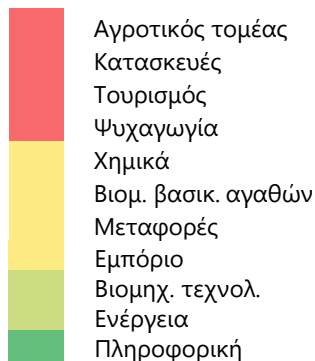 Αγροτικός τομέας
Κατασκευές
Τουρισμός
Ψυχαγωγία
Χημικά
Βιομ. βασικ. αγαθών
Μεταφορές
Εμπόριο
Βιομηχ. τεχνολ.
Ενέργεια
Πληροφορική